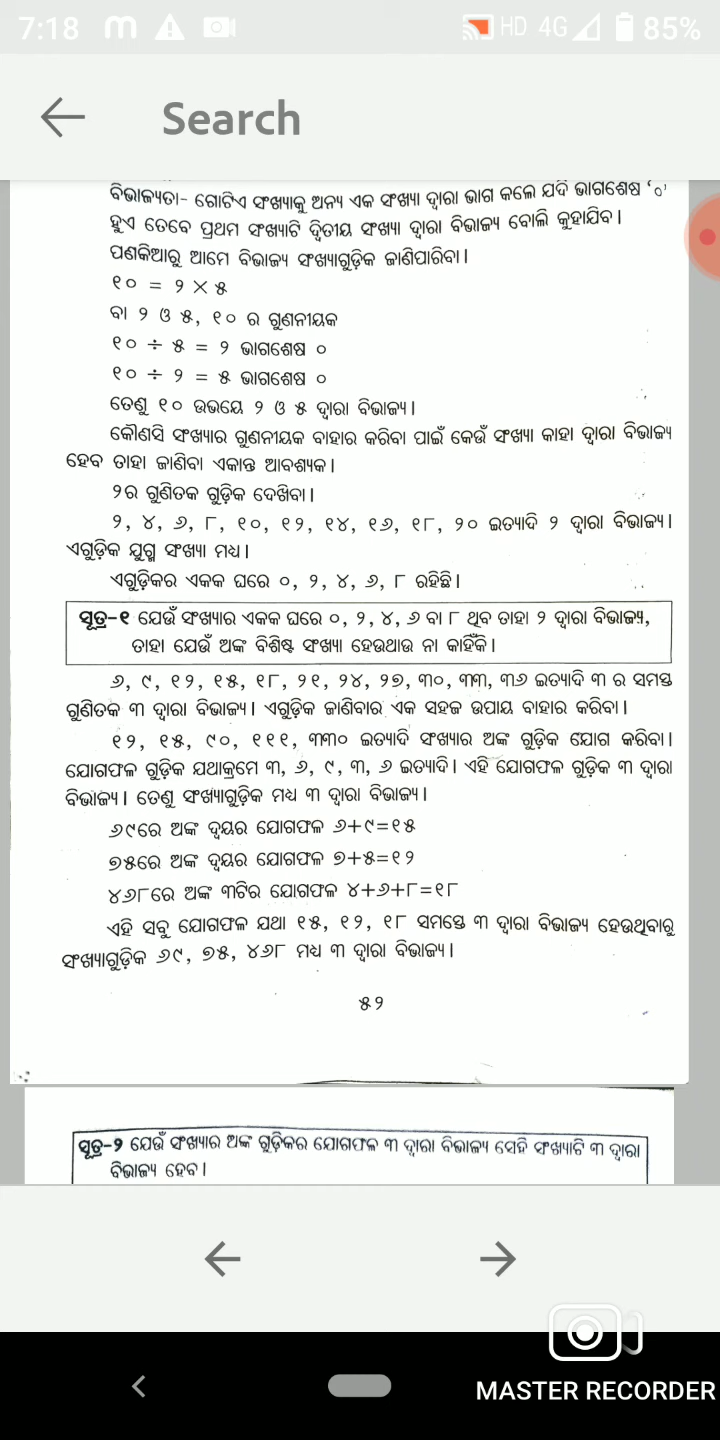 7:18 m HD 4G 85%
Search
ବିଭାଜ୍ୟତା- ଗୋଟିଏ ସଂଖ୍ୟାକୁ ଅନ୍ୟ ଏକ ସଂଖ୍ୟା ଦ୍ୱାରା ଭାଗ କଲେ ଯଦି ଭାଗଶେଷ ‘୦’
ହୁଏ ତେବେ ପ୍ରଥମ ସଂଖ୍ୟାଟି ଦ୍ୱିତୀୟ ସଂଖ୍ୟା ଦ୍ୱାରା ବିଭାଜ୍ୟ ବୋଲି କୁହାଯିବ।
ପଣକିଆରୁ ଆମେ ବିଭାଜ୍ୟ ସଂଖ୍ୟାଗୁଡ଼ିକ ଜାଣିପାରିବା।
୧୦ = ୨ × ୫
ବା ୨ ଓ ୫, ୧୦ ର ଗୁଣନୀୟକ
୧୦ ÷ ୫ = ୨ ଭାଗଶେଷ ୦
୧୦ ÷ ୨ = ୫ ଭାଗଶେଷ ୦
ତେଣୁ ୧୦ ଉଭୟେ ୨ ଓ ୫ ଦ୍ୱାରା ବିଭାଜ୍ୟ।
କୌଣସି ସଂଖ୍ୟାର ଗୁଣନୀୟକ ବାହାର କରିବା ପାଇଁ କେଉଁ ସଂଖ୍ୟା କାହା ଦ୍ୱାରା ବିଭାଜ୍ୟ
ହେବ ତାହା ଜାଣିବା ଏକାନ୍ତ ଆବଶ୍ୟକ।
୨ର ଗୁଣିତକ ଗୁଡ଼ିକ ଦେଖିବା।
୨, ୪, ୬, ୮, ୧୦, ୧୨, ୧୪, ୧୬, ୧୮, ୨୦ ଇତ୍ୟାଦି ୨ ଦ୍ୱାରା ବିଭାଜ୍ୟ।
ଏଗୁଡ଼ିକ ଯୁଗ୍ମ ସଂଖ୍ୟା ମଧ୍ୟ।
ଏଗୁଡ଼ିକର ଏକକ ଘରେ ୦, ୨, ୪, ୬, ୮ ରହିଛି।
ସୂତ୍ର-୧ ଯେଉଁ ସଂଖ୍ୟାର ଏକକ ଘରେ ୦, ୨, ୪, ୬ ବା ୮ ଥିବ ତାହା ୨ ଦ୍ୱାରା ବିଭାଜ୍ୟ,
ତାହା ଯେଉଁ ଅଙ୍କ ବିଶିଷ୍ଟ ସଂଖ୍ୟା ହେଉଥାଉ ନା କାହିଁକି।
୬, ୯, ୧୨, ୧୫, ୧୮, ୨୧, ୨୪, ୨୭, ୩୦, ୩୩, ୩୬ ଇତ୍ୟାଦି ୩ ର ସମସ୍ତ
ଗୁଣିତକ ୩ ଦ୍ୱାରା ବିଭାଜ୍ୟ। ଏଗୁଡ଼ିକ ଜାଣିବାର ଏକ ସହଜ ଉପାୟ ବାହାର କରିବା।
୧୨, ୧୫, ୯୦, ୧୧୧, ୩୩୦ ଇତ୍ୟାଦି ସଂଖ୍ୟାର ଅଙ୍କ ଗୁଡ଼ିକ ଯୋଗ କରିବା।
ଯୋଗଫଳ ଗୁଡ଼ିକ ଯଥାକ୍ରମେ ୩, ୬, ୯, ୩, ୬ ଇତ୍ୟାଦି। ଏହି ଯୋଗଫଳ ଗୁଡ଼ିକ ୩ ଦ୍ୱାରା
ବିଭାଜ୍ୟ। ତେଣୁ ସଂଖ୍ୟାଗୁଡ଼ିକ ମଧ୍ୟ ୩ ଦ୍ୱାରା ବିଭାଜ୍ୟ।
୬୯ରେ ଅଙ୍କ ଦ୍ୱୟର ଯୋଗଫଳ ୬+୯=୧୫
୭୫ରେ ଅଙ୍କ ଦ୍ୱୟର ଯୋଗଫଳ ୭+୫=୧୨
୪୬୮ରେ ଅଙ୍କ ୩ଟିର ଯୋଗଫଳ ୪+୬+୮=୧୮
ଏହି ସବୁ ଯୋଗଫଳ ଯଥା ୧୫, ୧୨, ୧୮ ସମସ୍ତେ ୩ ଦ୍ୱାରା ବିଭାଜ୍ୟ ହେଉଥିବାରୁ
ସଂଖ୍ୟାଗୁଡ଼ିକ ୬୯, ୭୫, ୪୬୮ ମଧ୍ୟ ୩ ଦ୍ୱାରା ବିଭାଜ୍ୟ।
୫୨
ସୂତ୍ର-୨ ଯେଉଁ ସଂଖ୍ୟାର ଅଙ୍କ ଗୁଡ଼ିକର ଯୋଗଫଳ ୩ ଦ୍ୱାରା ବିଭାଜ୍ୟ ସେହି ସଂଖ୍ୟାଟି ୩ ଦ୍ୱାରା
ବିଭାଜ୍ୟ ହେବ।
MASTER RECORDER